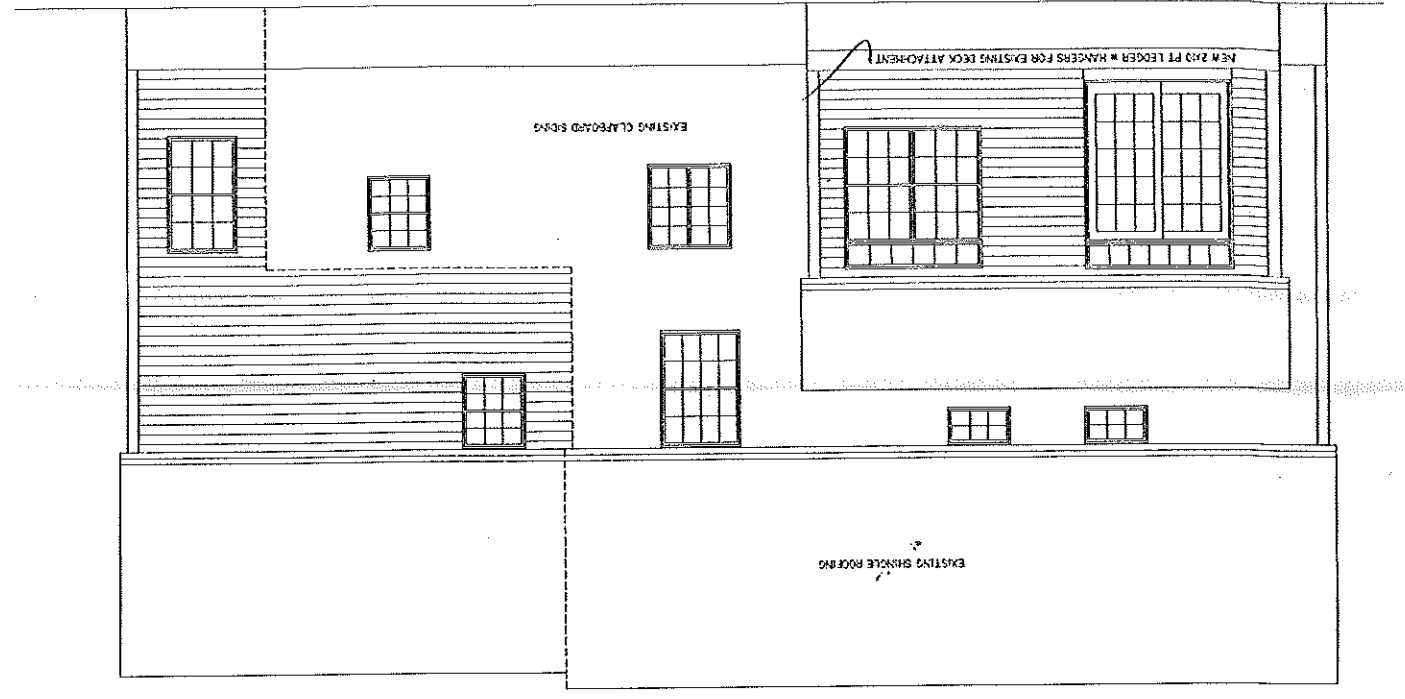 EXISTING SHINGLE ROOFING
EXISTING CLAPBOARD SIDING
NEW 2X10 PT LEDGER W HANGERS FOR EXISTING DECK ATTACHMENT